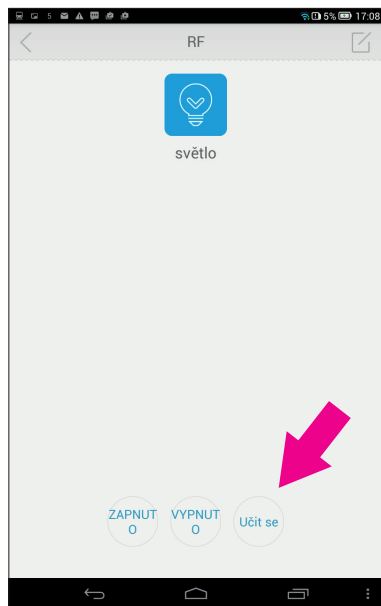 5 5% 17:08
RF
světlo
ZAPNUT
O
VYPNUT
O
Učit se